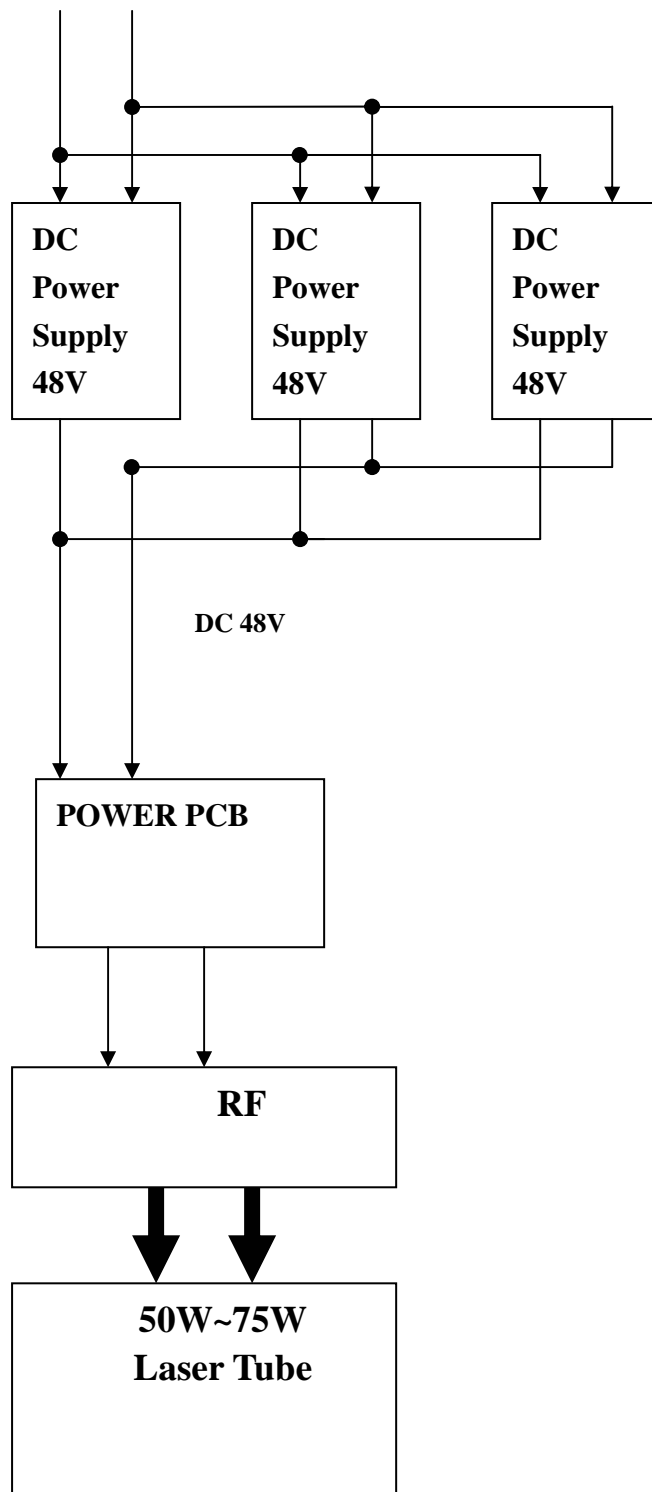 DC
Power
Supply
48V
DC
Power
Supply
48V
DC
Power
Supply
48V
DC 48V
POWER PCB
RF
50W~75W
Laser Tube